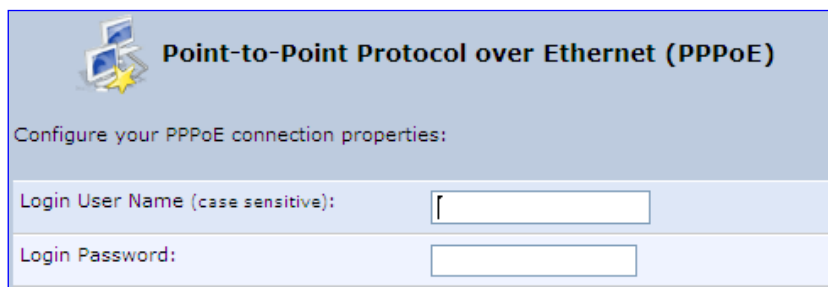 Point-to-Point Protocol over Ethernet (PPPoE)
Configure your PPPoE connection properties:
Login User Name (case sensitive):
Login Password: